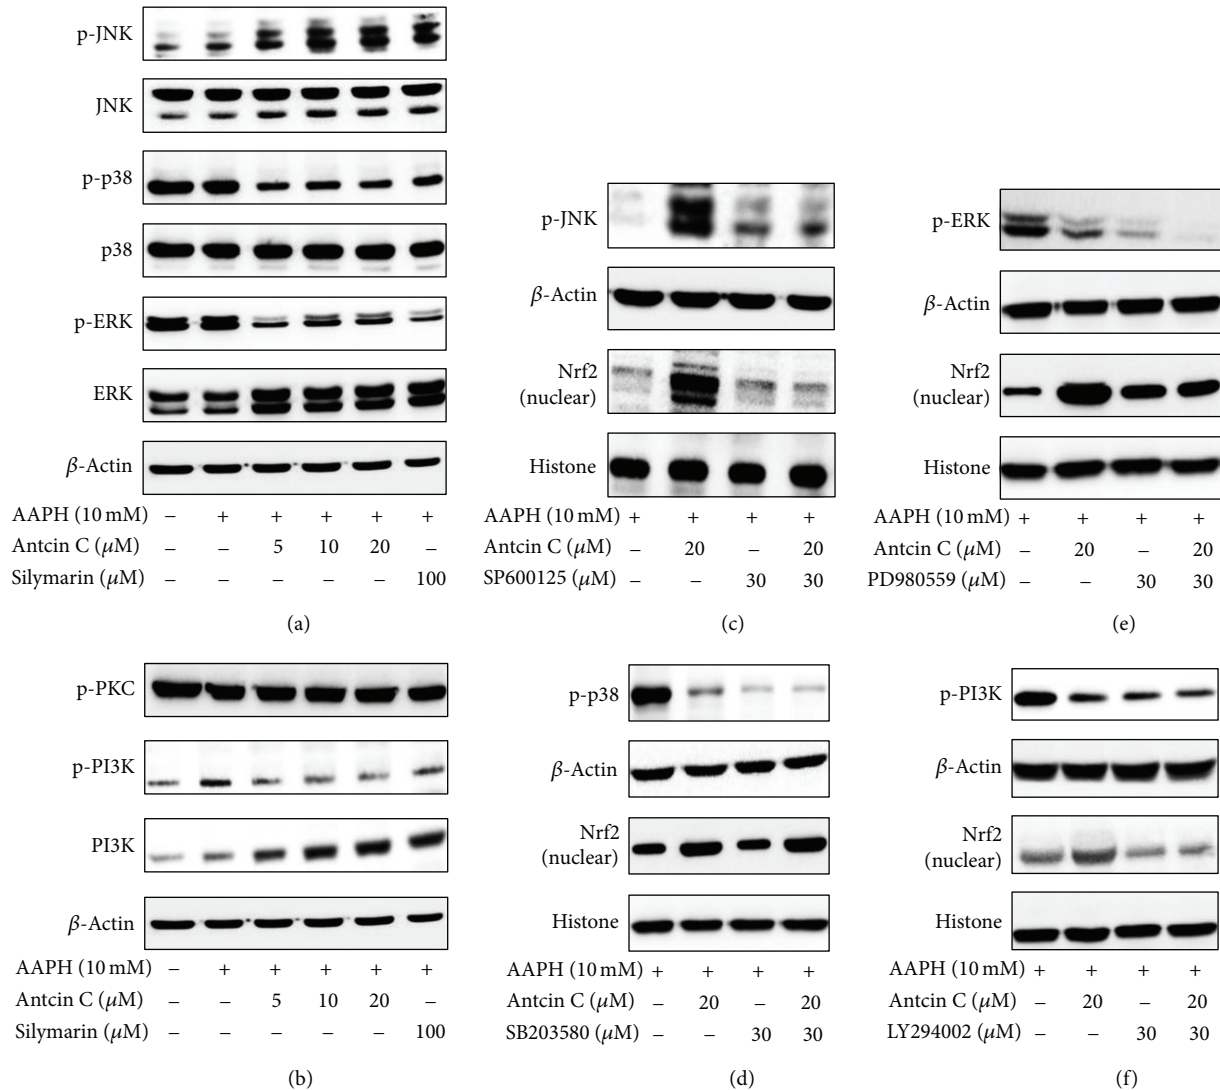 p-JNK
JNK
p-p38
p38
p-ERK
ERK
β-Actin
AAPH (10 mM) – + + + + +
Antcin C (μM) – – 5 10 20 –
Silymarin (μM) – – – – – 100
(a)
p-PKC
p-PI3K
PI3K
β-Actin
AAPH (10 mM) – + + + + +
Antcin C (μM) – – 5 10 20 –
Silymarin (μM) – – – – – 100
(b)
p-JNK
β-Actin
Nrf2
(nuclear)
Histone
AAPH (10 mM) + + + +
Antcin C (μM) – 20 – 20
SP600125 (μM) – – 30 30
(c)
p-p38
β-Actin
Nrf2
(nuclear)
Histone
AAPH (10 mM) + + + +
Antcin C (μM) – 20 – 20
SB203580 (μM) – – 30 30
(d)
p-ERK
β-Actin
Nrf2
(nuclear)
Histone
AAPH (10 mM) + + + +
Antcin C (μM) – 20 – 20
PD980559 (μM) – – 30 30
(e)
p-PI3K
β-Actin
Nrf2
(nuclear)
Histone
AAPH (10 mM) + + + +
Antcin C (μM) – 20 – 20
LY294002 (μM) – – 30 30
(f)